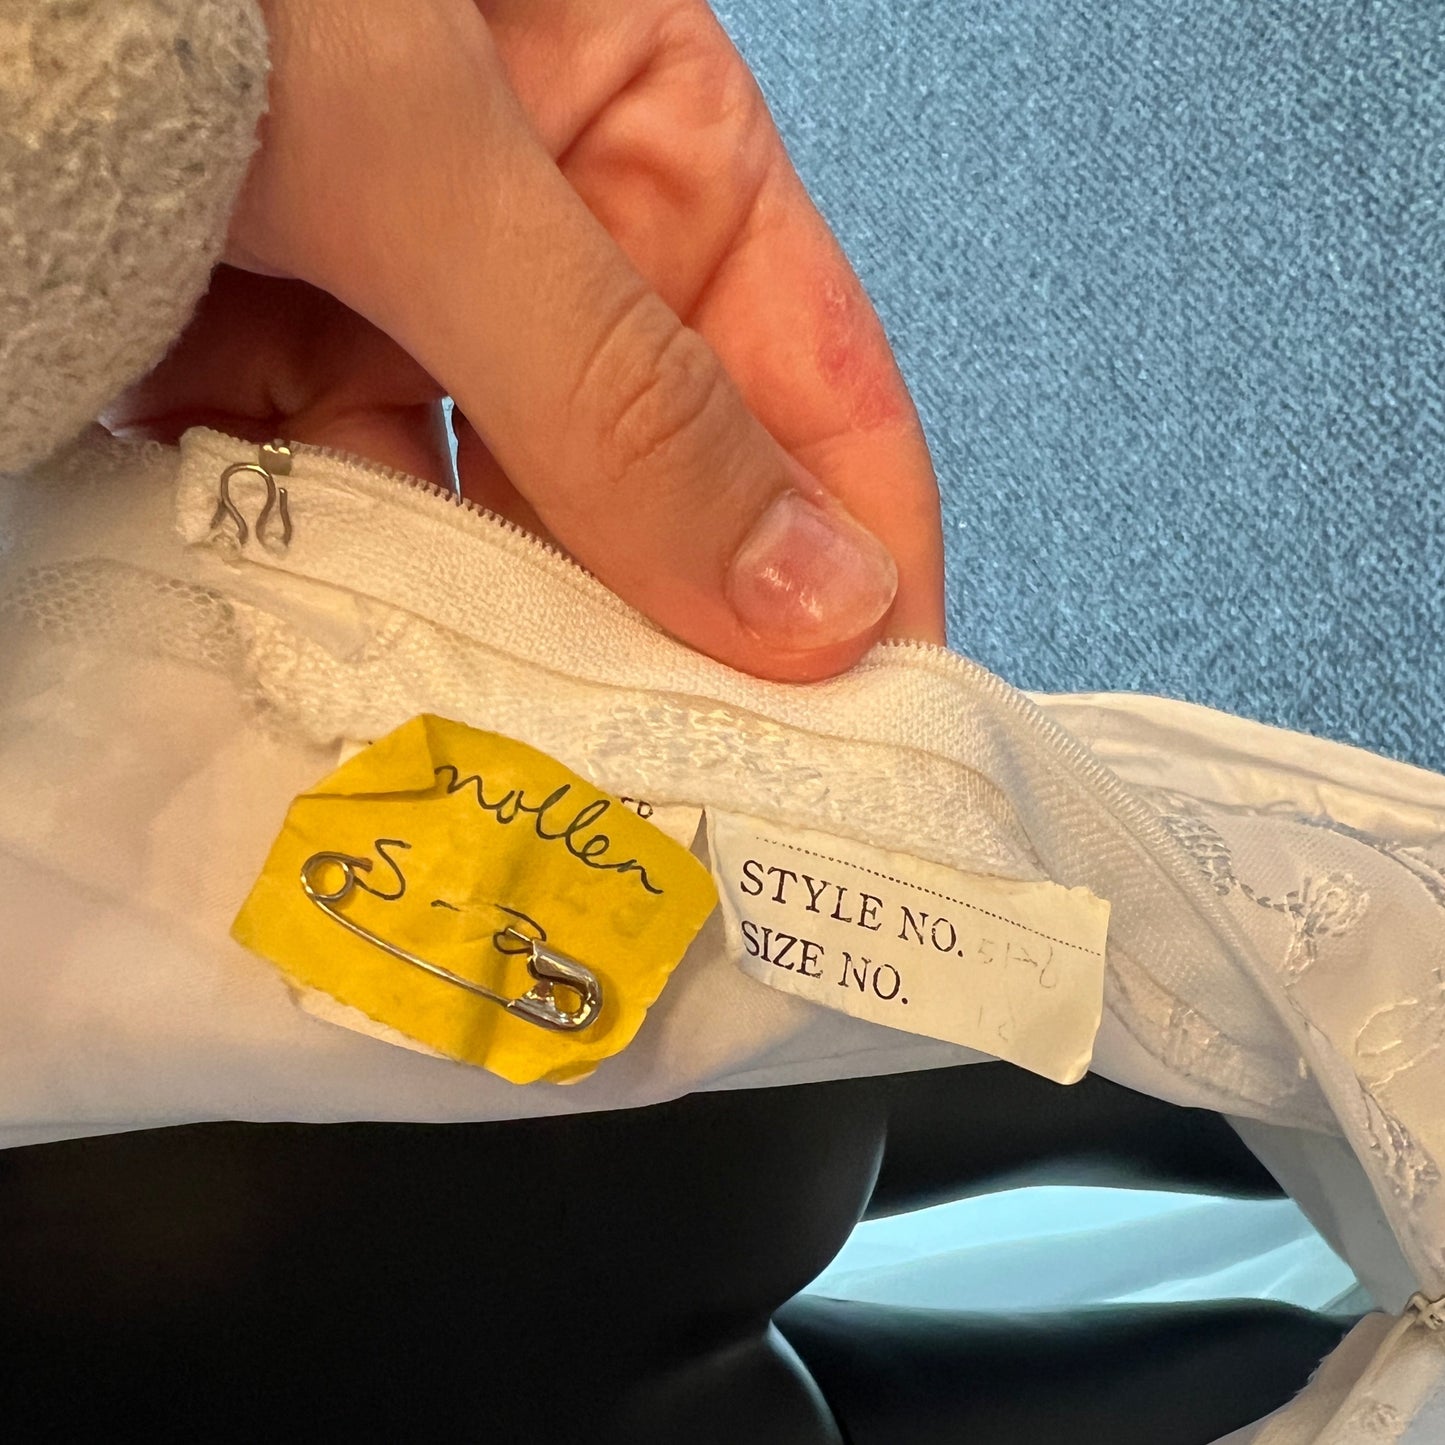 nollen
S-B
STYLE NO.
SIZE NO.